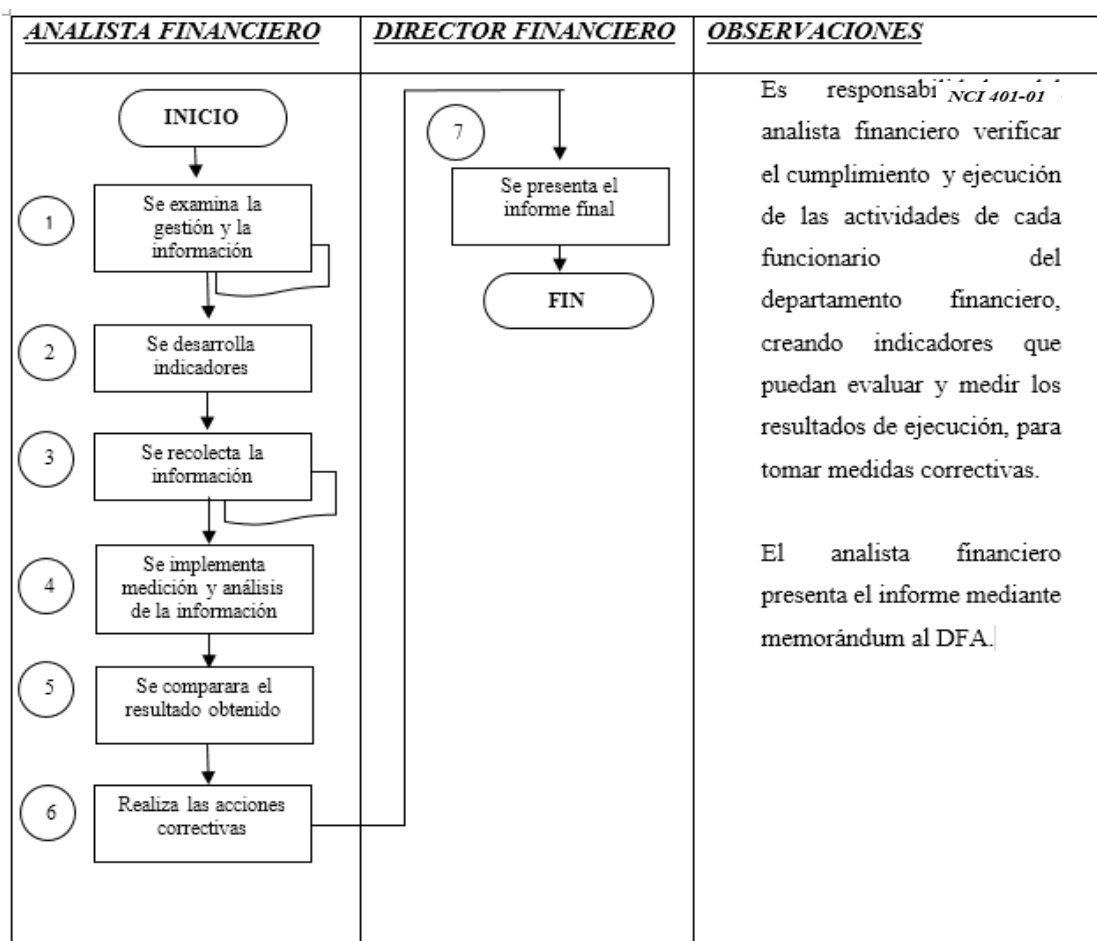 ANALISTA FINANCIERO
DIRECTOR FINANCIERO
OBSERVACIONES
INICIO
1
Se examina la
gestión y la
información
2
Se desarrolla
indicadores
3
Se recolecta la
información
4
Se implementa
medición y análisis
de la información
5
Se comparara el
resultado obtenido
6
Realiza las acciones
correctivas
7
Se presenta el
informe final
FIN
Es
NCI 401-01
analista financiero verificar
el cumplimiento y ejecución
de las actividades de cada
funcionario del
departamento financiero,
creando indicadores que
puedan evaluar y medir los
resultados de ejecución, para
tomar medidas correctivas.
El analista financiero
presenta el informe mediante
memorándum al DFA.